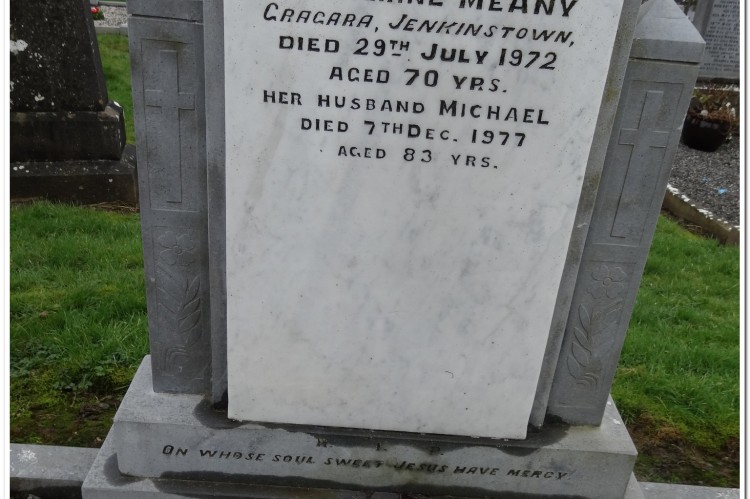 MEANY
GRAGARA, JENKINSTOWN,
DIED 29TH JULY 1972
AGED 70 YRS.
HER HUSBAND MICHAEL
DIED 7TH DEC. 1977
AGED 83 YRS.
R. I. P.
ON WHOSE SOUL SWEET JESUS HAVE MERCY